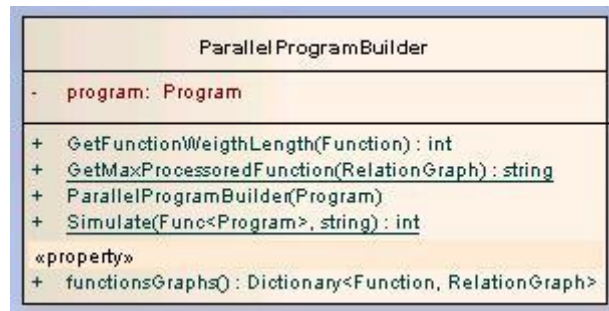 ParallelProgramBuilder
- program: Program
+ GetFunctionWeigthLength(Function) : int
+ GetMaxProcessoredFunction(RelationGraph) : string
+ ParallelProgramBuilder(Program)
+ Simulate(Func<Program>, string) : int
«property»
+ functionsGraphs() : Dictionary<Function, RelationGraph>